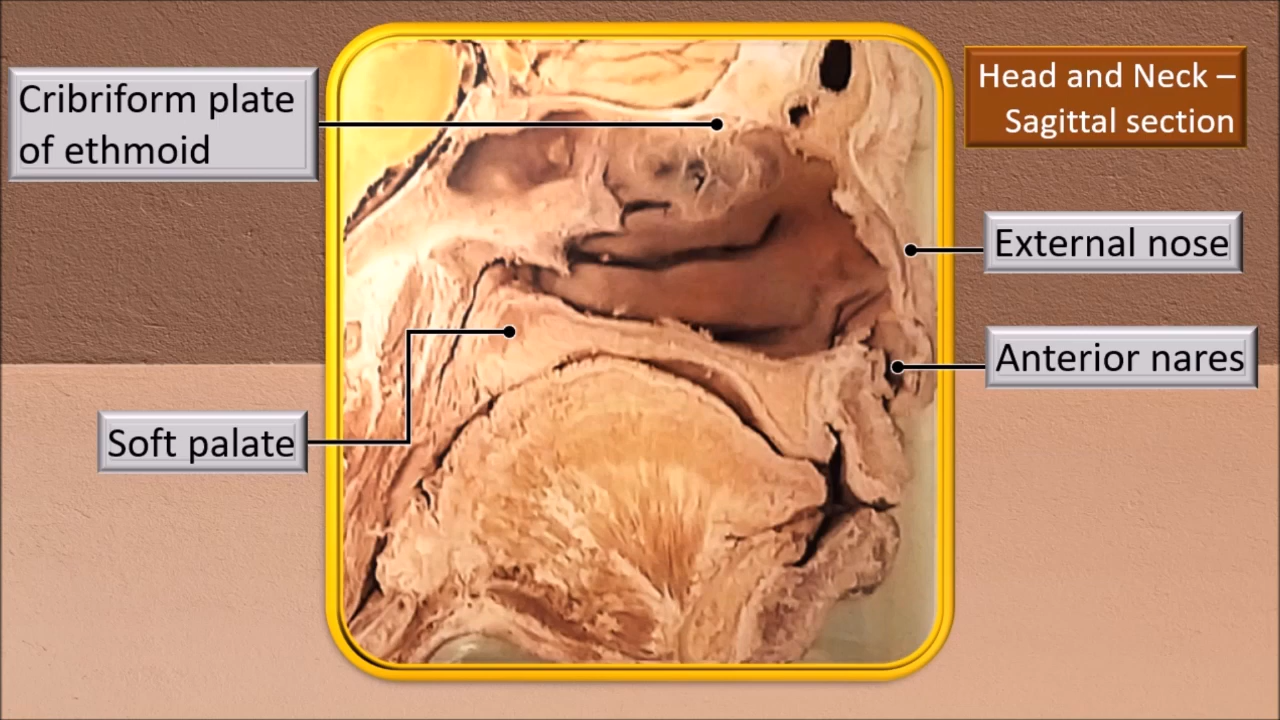 Cribriform plate
of ethmoid
Head and Neck –
Sagittal section
External nose
Anterior nares
Soft palate